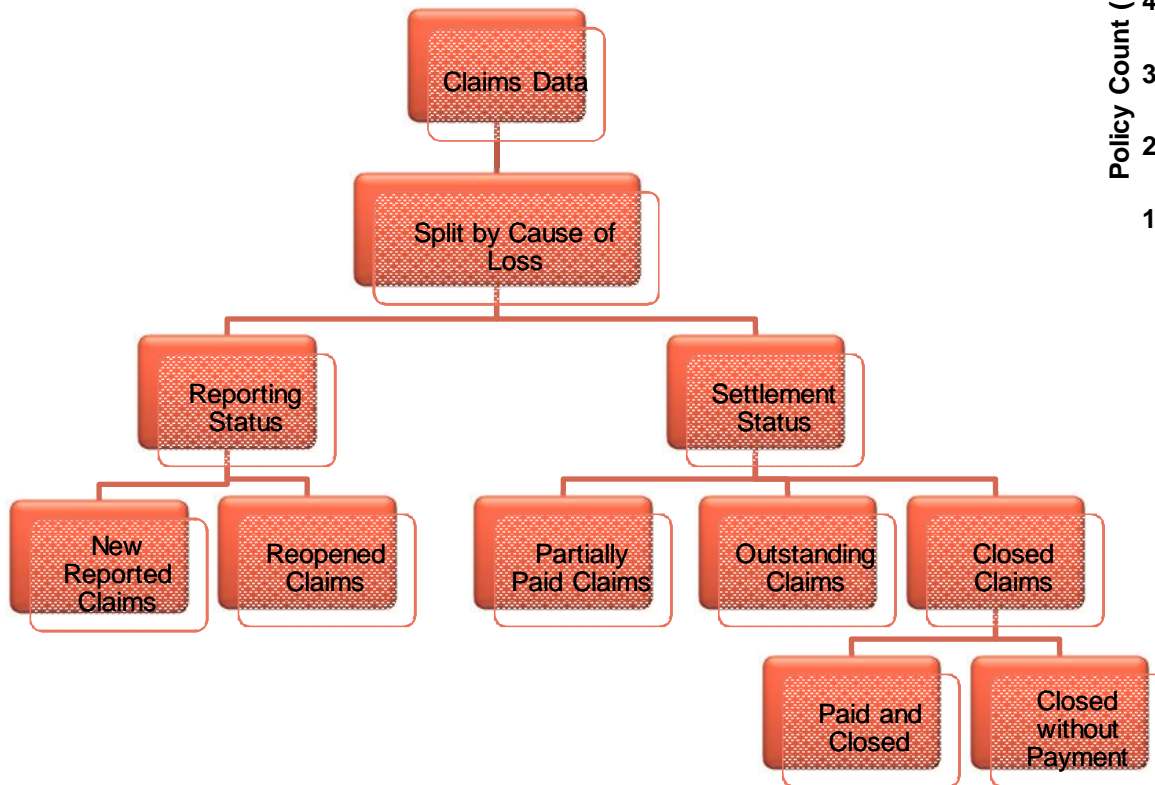 Claims Data
Split by Cause of
Loss
Reporting
Status
Settlement
Status
New
Reported
Claims
Reopened
Claims
Partially
Paid Claims
Outstanding
Claims
Closed
Claims
Paid and
Closed
Closed
without
Payment
Policy Count (
4
3
2
1